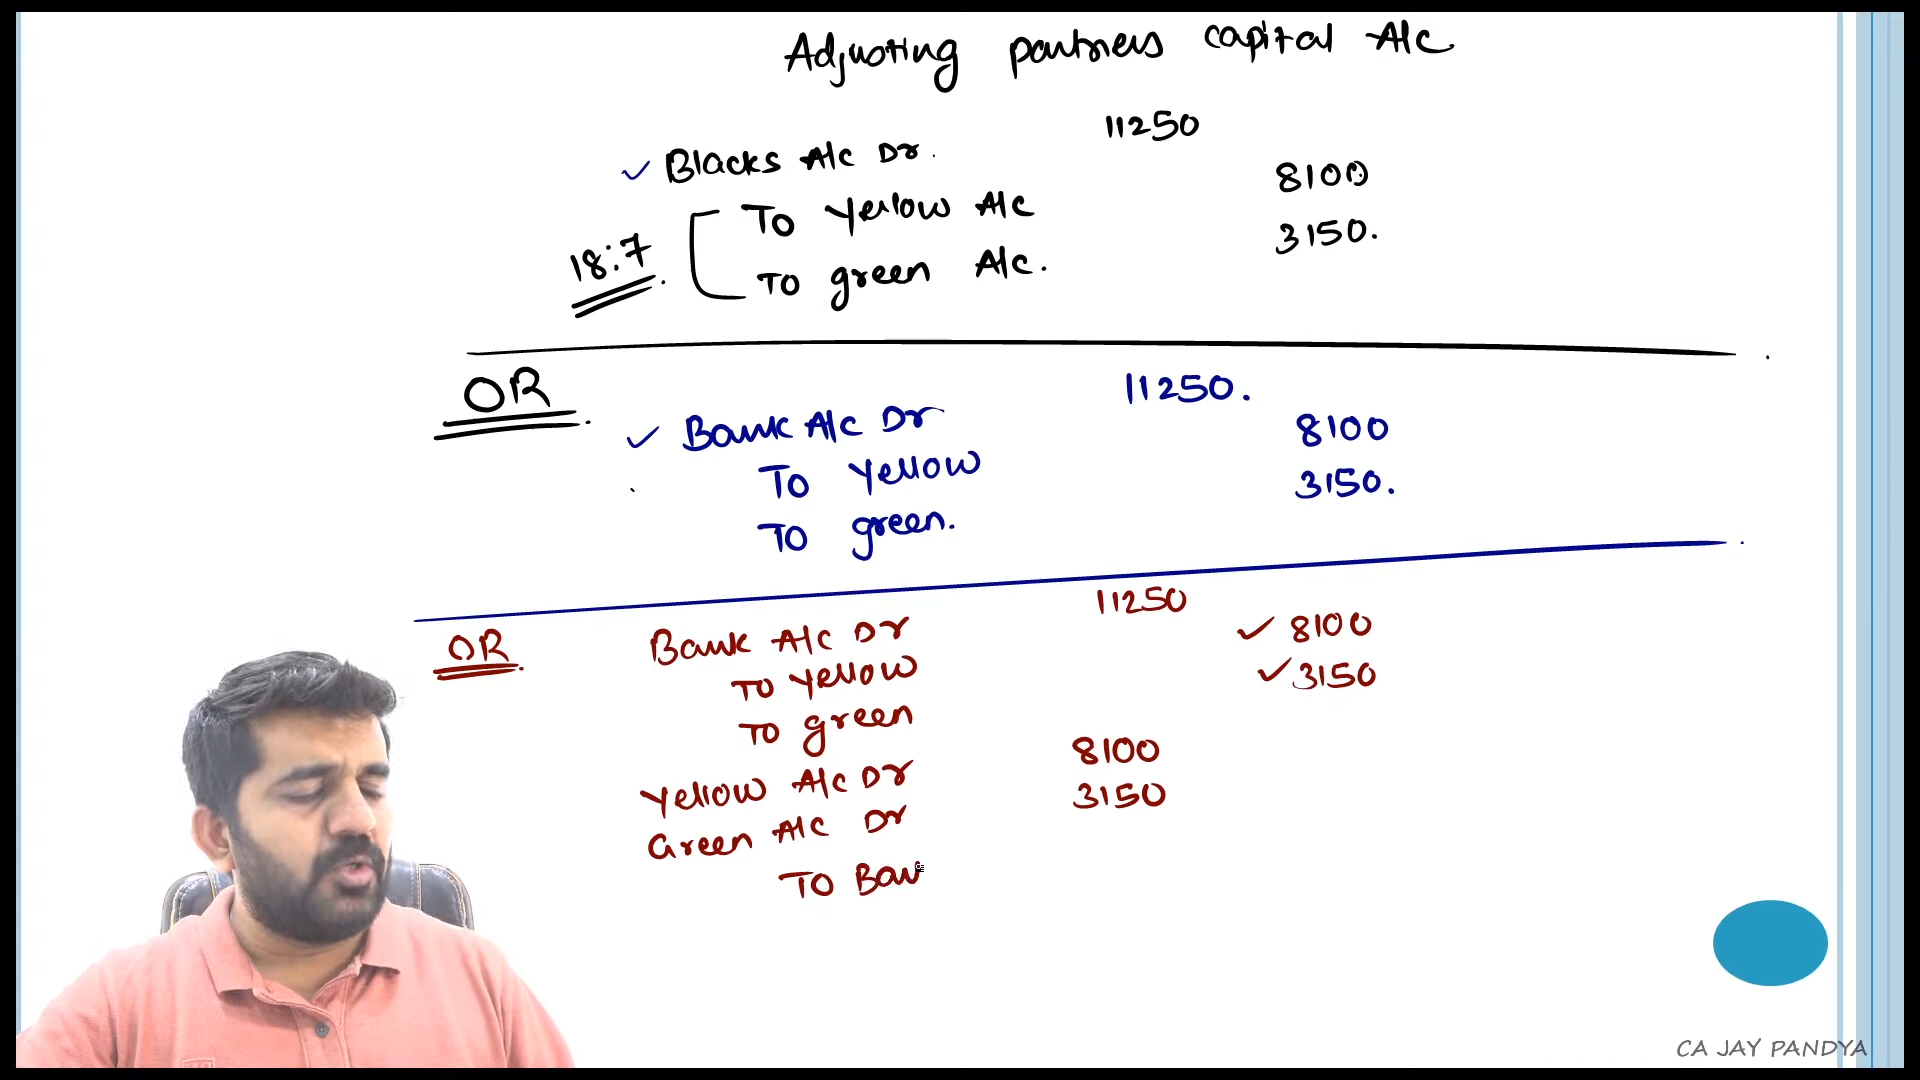 Adjusting partners capital A/c
✓ Blacks A/c Dr. 11250
18:7 To Yellow A/c 8100
To green A/c. 3150.
OR
✓ Bank A/c Dr 11250.
To Yellow 8100
To green. 3150.
OR Bank A/c Dr 11250
To Yellow ✓ 8100
To green ✓ 3150
Yellow A/c Dr 8100
Green A/c Dr 3150
To Ban
CA JAY PANDYA